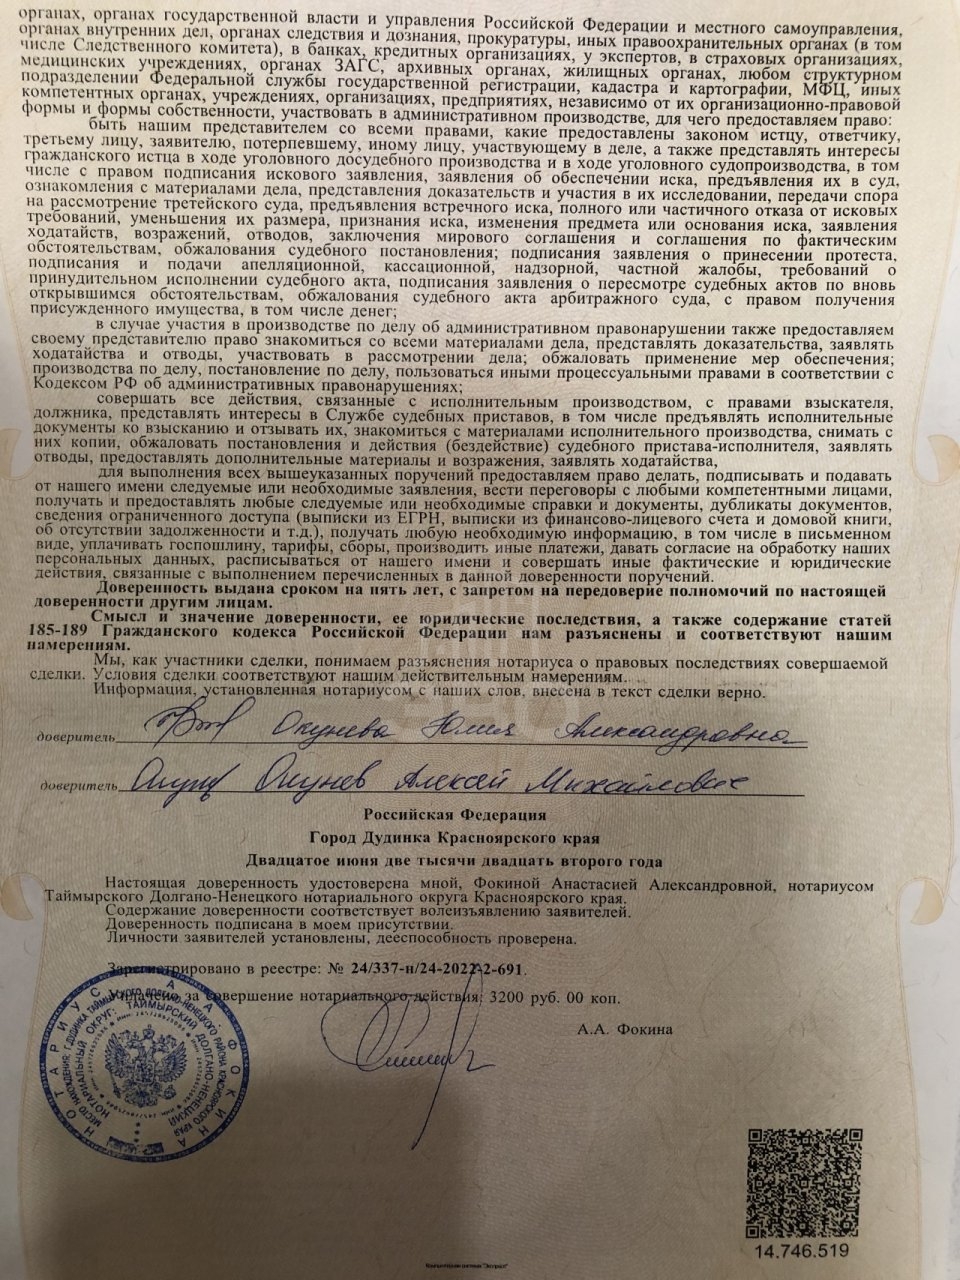 органах, органах государственной власти и управления Российской Федерации и местного самоуправления,
органах внутренних дел, органах следствия и дознания, прокуратуры, иных правоохранительных органах (в том
числе Следственного комитета), в банках, кредитных организациях, у экспертов, в страховых организациях,
медицинских учреждениях, органах ЗАГС, архивных органах, жилищных органах, любом структурном
подразделении Федеральной службы государственной регистрации, кадастра и картографии, МФЦ, иных
компетентных органах, учреждениях, организациях, предприятиях, независимо от их организационно-правовой
формы и формы собственности, участвовать в административном производстве, для чего предоставляем право:
быть нашим представителем со всеми правами, какие предоставлены законом истцу, ответчику,
третьему лицу, заявителю, потерпевшему, иному лицу, участвующему в деле, а также представлять интересы
гражданского истца в ходе уголовного досудебного производства и в ходе уголовного судопроизводства, в том
числе с правом подписания искового заявления, заявления об обеспечении иска, предъявления их в суд,
ознакомления с материалами дела, представления доказательств и участия в их исследовании, передачи спора
на рассмотрение третейского суда, предъявления встречного иска, полного или частичного отказа от исковых
требований, уменьшения их размера, признания иска, изменения предмета или основания иска, заявления
ходатайств, возражений, отводов, заключения мирового соглашения и соглашения по фактическим
обстоятельствам, обжалования судебного постановления; подписания заявления о принесении протеста,
подписания и подачи апелляционной, кассационной, надзорной, частной жалобы, требований о
принудительном исполнении судебного акта, подписания заявления о пересмотре судебных актов по вновь
открывшимся обстоятельствам, обжалования судебного акта арбитражного суда, с правом получения
присужденного имущества, в том числе денег;
в случае участия в производстве по делу об административном правонарушении также предоставляем
своему представителю право знакомиться со всеми материалами дела, представлять доказательства, заявлять
ходатайства и отводы, участвовать в рассмотрении дела; обжаловать применение мер обеспечения;
производства по делу, постановление по делу, пользоваться иными процессуальными правами в соответствии с
Кодексом РФ об административных правонарушениях;
совершать все действия, связанные с исполнительным производством, с правами взыскателя,
должника, представлять интересы в Службе судебных приставов, в том числе предъявлять исполнительные
документы ко взысканию и отзывать их, знакомиться с материалами исполнительного производства, снимать с
них копии, обжаловать постановления и действия (бездействие) судебного пристава-исполнителя, заявлять
отводы, предоставлять дополнительные материалы и возражения, заявлять ходатайства,
для выполнения всех вышеуказанных поручений предоставляем право делать, подписывать и подавать
от нашего имени следуемые или необходимые заявления, вести переговоры с любыми компетентными лицами,
получать и предоставлять любые следуемые или необходимые справки и документы, дубликаты документов,
сведения ограниченного доступа (выписки из ЕГРН, выписки из финансово-лицевого счета и домовой книги,
об отсутствии задолженности и т.д.), получать любую необходимую информацию, в том числе в письменном
виде, уплачивать госпошлину, тарифы, сборы, производить иные платежи, давать согласие на обработку наших
персональных данных, расписываться от нашего имени и совершать иные фактические и юридические
действия, связанные с выполнением перечисленных в данной доверенности поручений.
Доверенность выдана сроком на пять лет, с запретом на передоверие полномочий по настоящей
доверенности другим лицам.
Смысл и значение доверенности, ее юридические последствия, а также содержание статей
185-189 Гражданского кодекса Российской Федерации нам разъяснены и соответствуют нашим
намерениям.
Мы, как участники сделки, понимаем разъяснения нотариуса о правовых последствиях совершаемой
сделки. Условия сделки соответствуют нашим действительным намерениям.
Информация, установленная нотариусом с наших слов, внесена в текст сделки верно.
доверитель Окунева Юлия Александровна
доверитель Окунев Алексей Михайлович
Российская Федерация
Город Дудинка Красноярского края
Двадцатое июня две тысячи двадцать второго года
Настоящая доверенность удостоверена мной, Фокиной Анастасией Александровной, нотариусом
Таймырского Долгано-Ненецкого нотариального округа Красноярского края.
Содержание доверенности соответствует волеизъявлению заявителей.
Доверенность подписана в моем присутствии.
Личности заявителей установлены, дееспособность проверена.
Зарегистрировано в реестре: № 24/337-н/24-2022-2-691.
Уплачено за совершение нотариального действия: 3200 руб. 00 коп.
А.А. Фокина
НОТАРИУС А.А. ФОКИНА
14.746.519